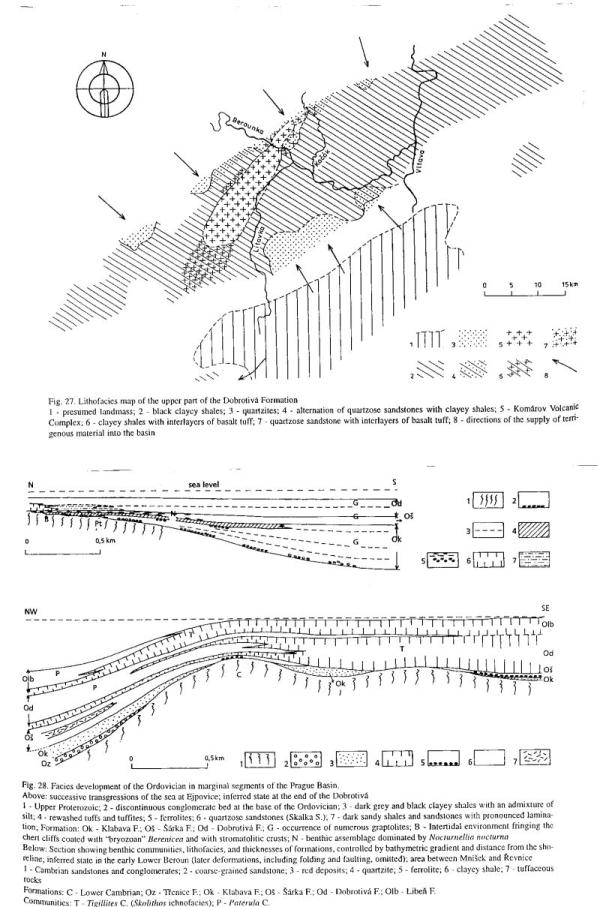 N
Berounka
Vltava
Litavka
0 5 10 15 km
1 3 5 7
2 4 6 8
Fig. 27. Lithofacies map of the upper part of the Dobrotivá Formation
1 - presumed landmass; 2 - black clayey shales; 3 - quartzites; 4 - alternation of quartzose sandstones with clayey shales; 5 - Komárov Volcanic
Complex; 6 - clayey shales with interlayers of basalt tuff; 7 - quartzose sandstone with interlayers of basalt tuff; 8 - directions of the supply of terri-
genous material into the basin
N sea level S
G Od
G Oš
B N
Pt Ok
G
0 0,5 km
1 2
3 4
5 6 7
NW SE
Olb
T Od
P
Olb P Oš
C Ok Ok
Od
Oš
Ok
Oz
0 0,5 km 1 2 3 4 5 6 7
Fig. 28. Facies development of the Ordovician in marginal segments of the Prague Basin.
Above: successive transgressions of the sea at Ejpovice; inferred state at the end of the Dobrotivá
1 - Upper Proterozoic; 2 - discontinuous conglomerate bed at the base of the Ordovician; 3 - dark grey and black clayey shales with an admixture of
silt; 4 - rewashed tuffs and tuffites; 5 - ferrolites; 6 - quartzose sandstones (Skalka S.); 7 - dark sandy shales and sandstones with pronounced lamina-
tion; Formation: Ok - Klabava F.; Oš - Šárka F.; Od - Dobrotivá F.; G - occurrence of numerous graptolites; B - Intertidal environment fringing the
chert cliffs coated with "bryozoan" Berenicea and with stromatolitic crusts; N - benthic assemblage dominated by Nocturnellia nocturna
Below: Section showing benthic communities, lithofacies, and thicknesses of formations, controlled by bathymetric gradient and distance from the sho-
reline; inferred state in the early Lower Beroun (later deformations, including folding and faulting, omitted); area between Mníšek and Řevnice
1 - Cambrian sandstones and conglomerates; 2 - coarse-grained sandstone; 3 - red deposits; 4 - quartzite; 5 - ferrolite; 6 - clayey shale; 7 - tuffaceous
rocks
Formations: C - Lower Cambrian; Oz - Třenice F.; Ok - Klabava F.; Oš - Šárka F.; Od - Dobrotivá F.; Olb - Libeň F.
Communities: T - Tigillites C. (Skolithos ichnofacies); P - Paterula C.